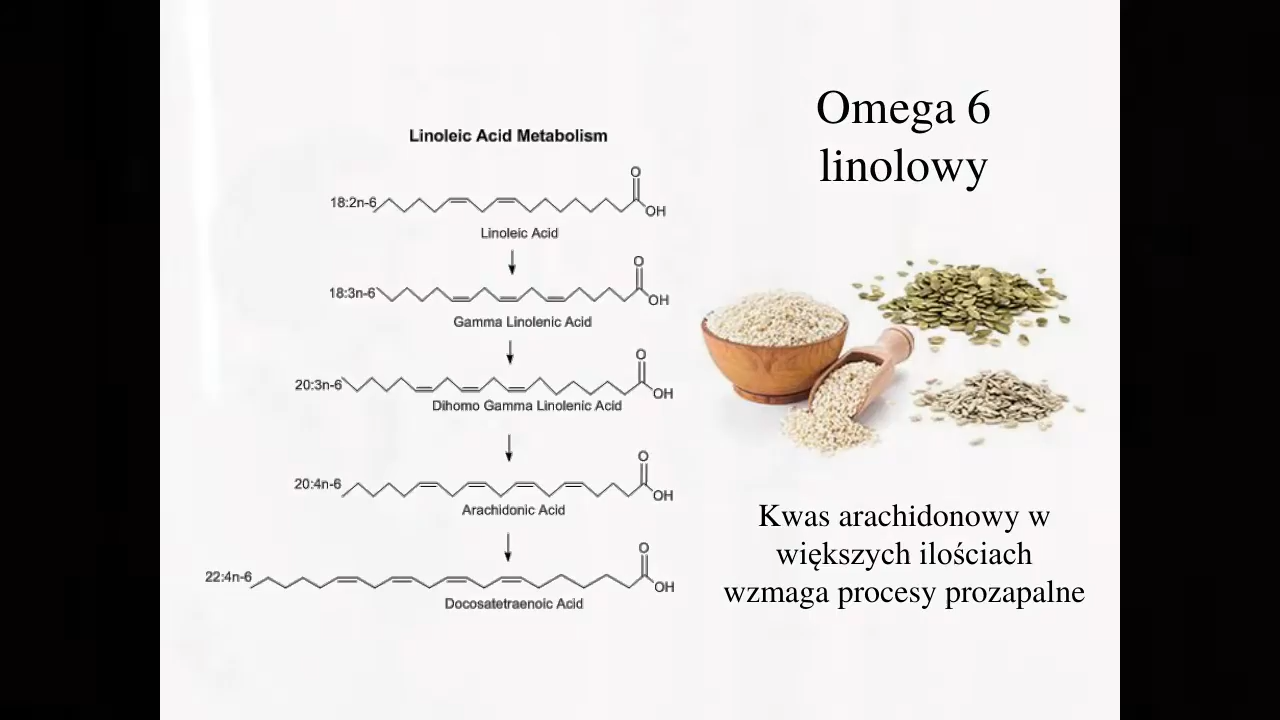 Omega 6
linolowy
Linoleic Acid Metabolism
18:2n-6
O
OH
Linoleic Acid
18:3n-6
O
OH
Gamma Linolenic Acid
20:3n-6
O
OH
Dihomo Gamma Linolenic Acid
20:4n-6
O
OH
Arachidonic Acid
22:4n-6
O
OH
Docosatetraenoic Acid
Kwas arachidonowy w
większych ilościach
wzmaga procesy prozapalne